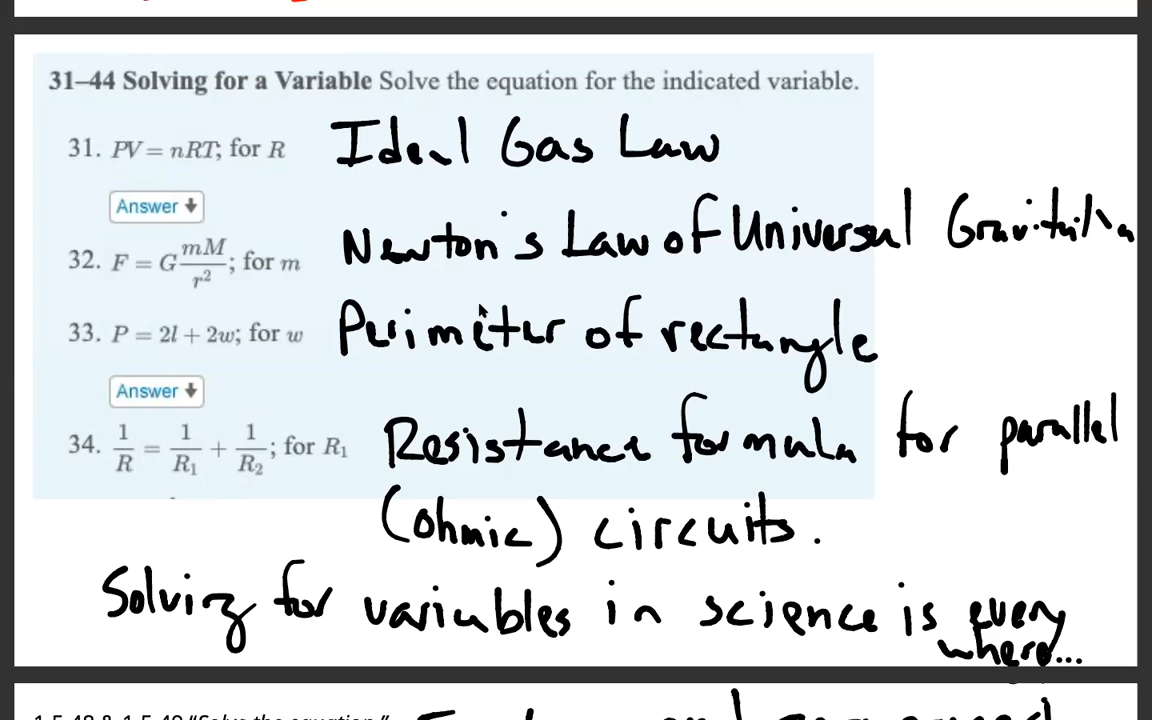 31–44 Solving for a Variable Solve the equation for the indicated variable.
31. PV = nRT; for R Ideal Gas Law
Answer
32. F = G mM/r²; for m Newton's Law of Universal Gravitation
33. P = 2l + 2w; for w Perimeter of rectangle
Answer
34. 1/R = 1/R₁ + 1/R₂; for R₁ Resistance formula for parallel
(ohmic) circuits.
Solving for variables in science is every
where...